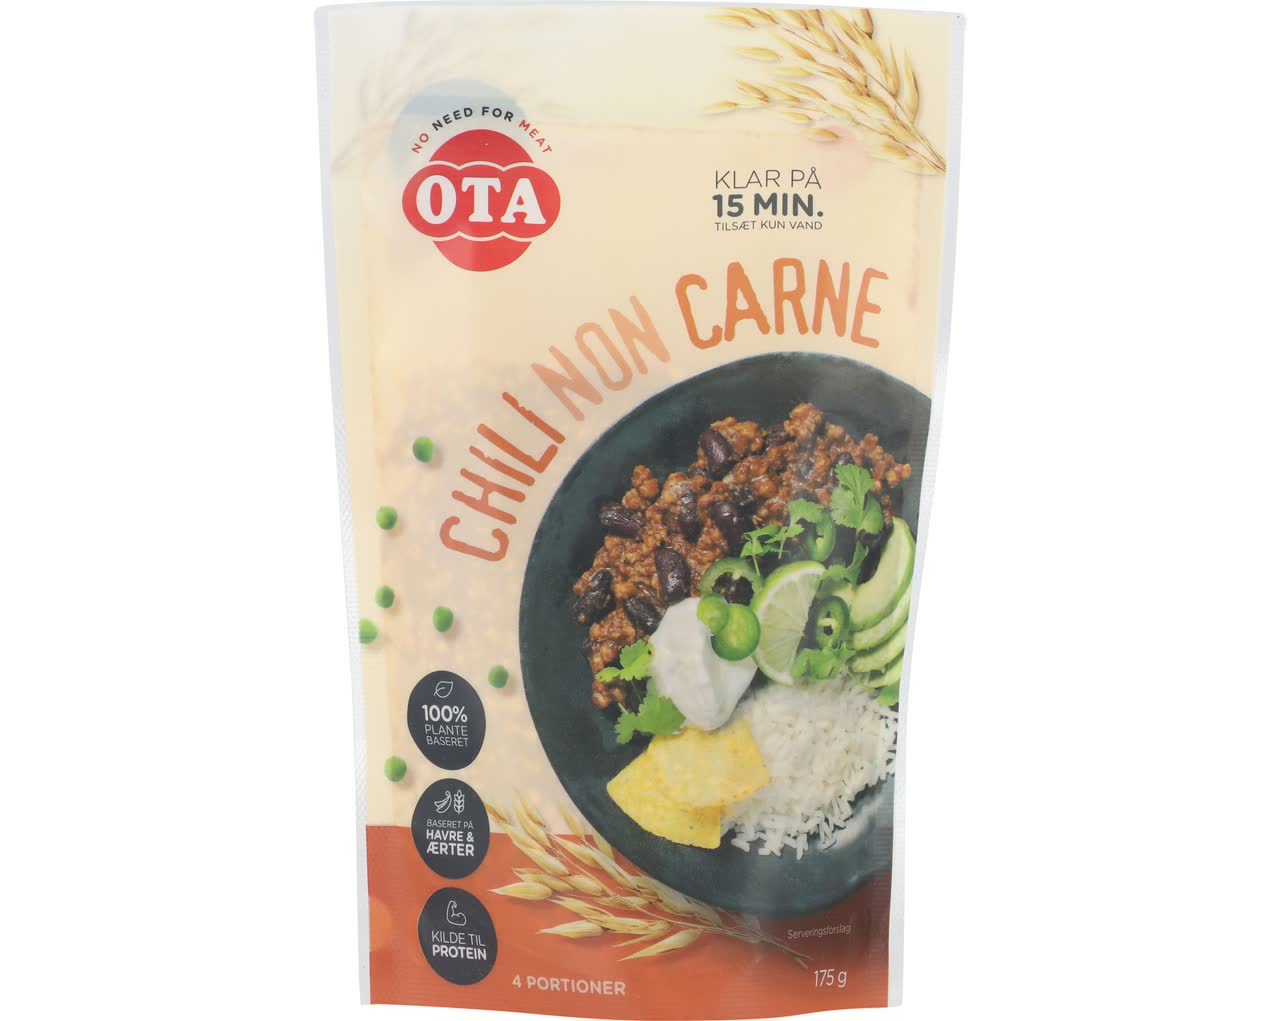 NO NEED FOR MEAT
OTA
KLAR PÅ
15 MIN.
TILSÆT KUN VAND
CHILI NON CARNE
100%
PLANTE
BASERET
BASERET PÅ
HAVRE &
ÆRTER
KILDE TIL
PROTEIN
4 PORTIONER
Serveringsforslag
175 g